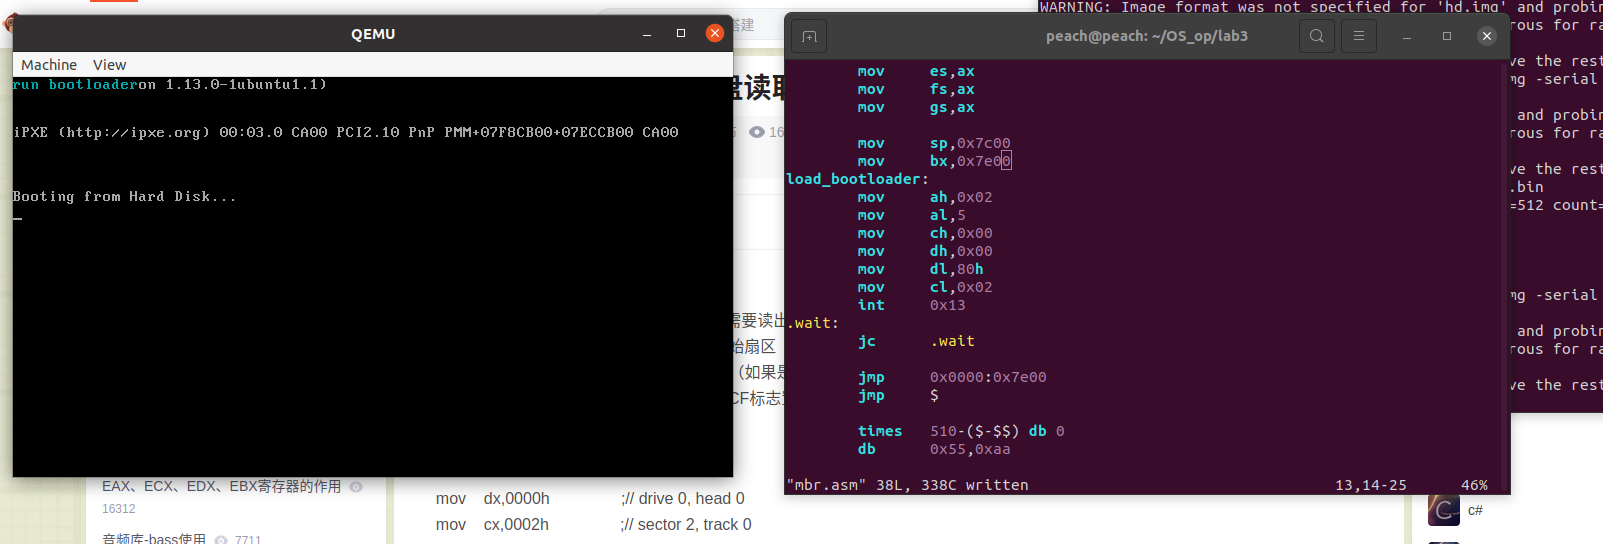 QEMU
Machine View
run bootloaderon 1.13.0-1ubuntu1.1)
iPXE (http://ipxe.org) 00:03.0 CA00 PCI2.10 PnP PMM+07F8CB00+07ECCB00 CA00
Booting from Hard Disk...
_
搭建
盘读取
16
需要读出
始扇区
（如果是
CF标志
peach@peach: ~/OS_op/lab3
mov es,ax
mov fs,ax
mov gs,ax
mov sp,0x7c00
mov bx,0x7e00
load_bootloader:
mov ah,0x02
mov al,5
mov ch,0x00
mov dh,0x00
mov dl,80h
mov cl,0x02
int 0x13
.wait:
jc .wait
jmp 0x0000:0x7e00
jmp $
times 510-($-$$) db 0
db 0x55,0xaa
"mbr.asm" 38L, 338C written 13,14-25 46%
WARNING: Image format was not specified for 'hd.img' and probin
rous for ra
ve the rest
mg -serial
and probin
rous for ra
ve the rest
.bin
=512 count=
mg -serial
and probin
rous for ra
ve the rest
EAX、ECX、EDX、EBX寄存器的作用
16312
音频库-bass使用 7711
mov dx,0000h ;// drive 0, head 0
mov cx,0002h ;// sector 2, track 0
c#